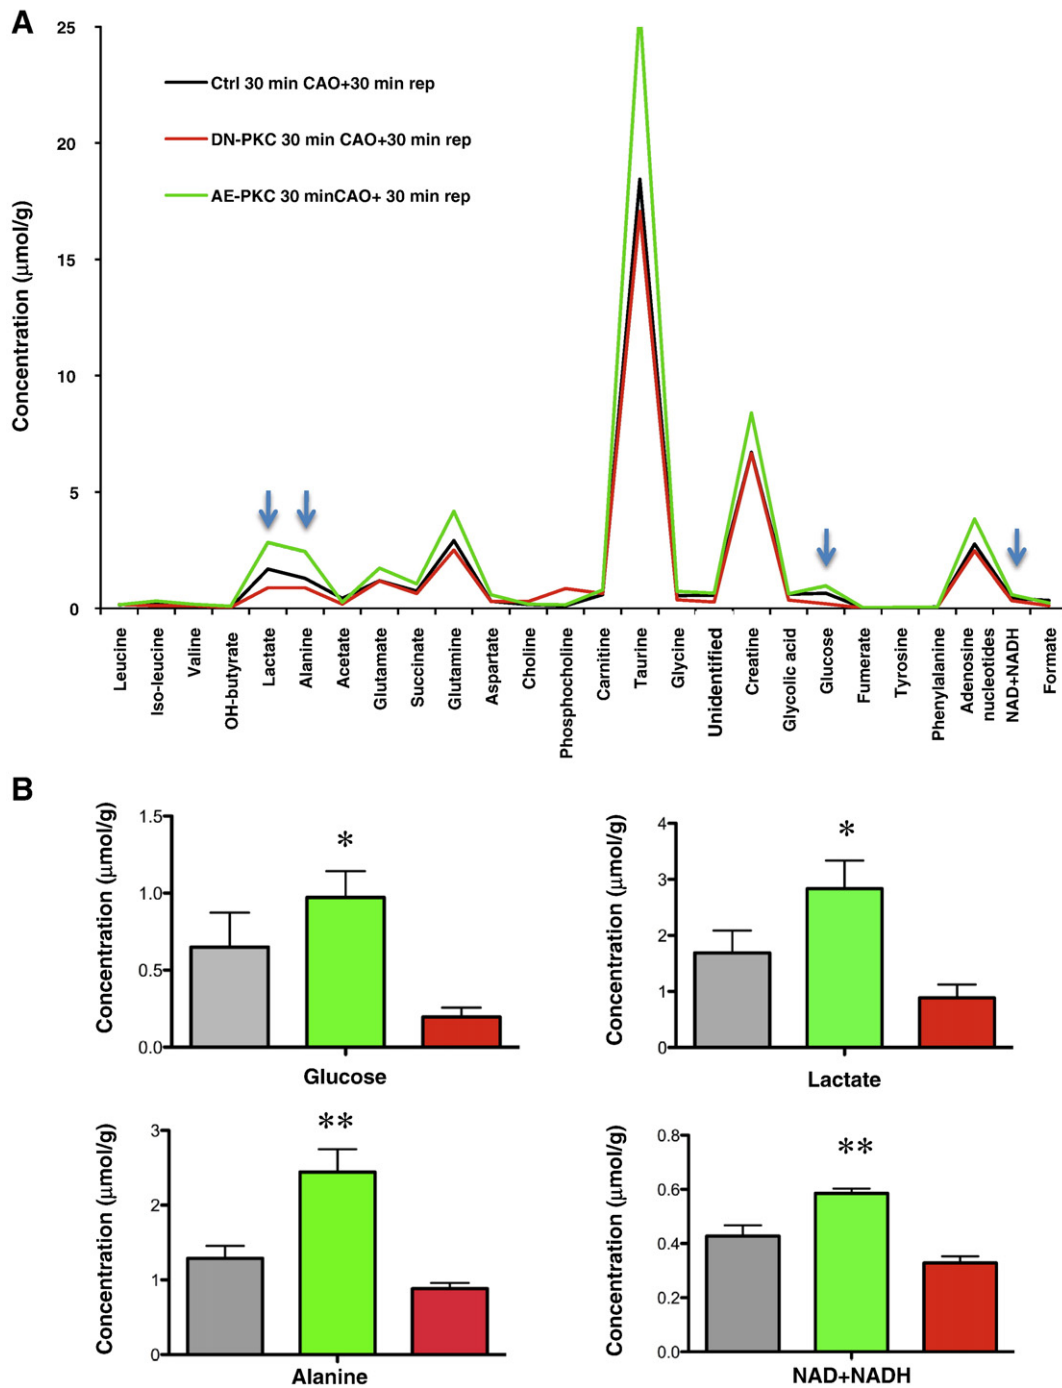 A
25
20
15
10
5
0
Concentration (μmol/g)
Ctrl 30 min CAO+30 min rep
DN-PKC 30 min CAO+30 min rep
AE-PKC 30 minCAO+ 30 min rep
Leucine
Iso-leucine
Valine
OH-butyrate
Lactate
Alanine
Acetate
Glutamate
Succinate
Glutamine
Aspartate
Choline
Phosphocholine
Carnitine
Taurine
Glycine
Unidentified
Creatine
Glycolic acid
Glucose
Fumerate
Tyrosine
Phenylalanine
Adenosine
nucleotides
NAD+NADH
Formate
B
Concentration (μmol/g)
1.5
1.0
0.5
0.0
*
Glucose
Concentration (μmol/g)
4
3
2
1
0
*
Lactate
Concentration (μmol/g)
3
2
1
0
**
Alanine
Concentration (μmol/g)
0.8
0.6
0.4
0.2
0.0
**
NAD+NADH